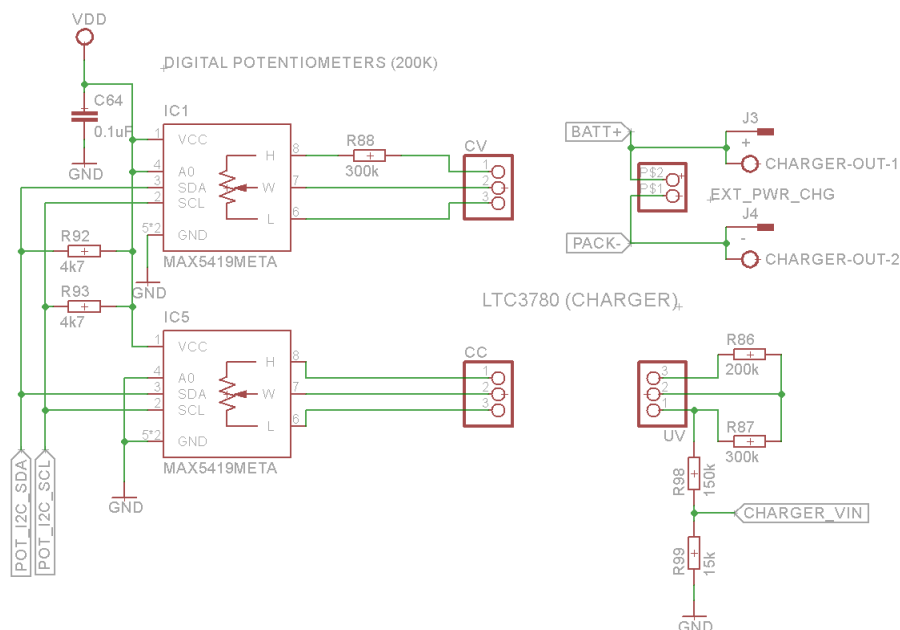 VDD
DIGITAL POTENTIOMETERS (200K)
C64
0.1uF
GND
IC1
1 VCC
4 A0
3 SDA
2 SCL
5*2 GND
H 8
W 7
L 6
MAX5419META
GND
R88
300k
CV
1
2
3
R92
4k7
R93
4k7
IC5
1 VCC
4 A0
3 SDA
2 SCL
5*2 GND
H 8
W 7
L 6
MAX5419META
GND
CC
1
2
3
POT_I2C_SDA
POT_I2C_SCL
BATT+
J3
+
CHARGER-OUT-1
P$2
P$1
EXT_PWR_CHG
PACK-
J4
-
CHARGER-OUT-2
LTC3780 (CHARGER)
R86
200k
3
2
1
UV
R87
300k
R98
150k
CHARGER_VIN
R99
15k
GND